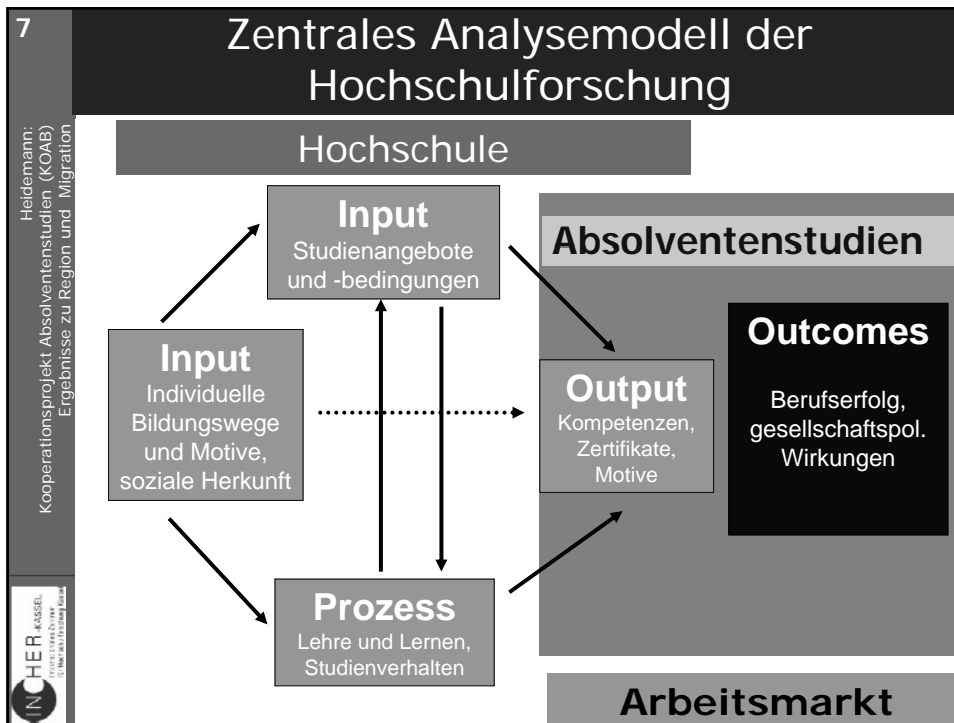 7
Zentrales Analysemodell der
Hochschulforschung
Heidemann:
Kooperationsprojekt Absolventenstudien (KOAB)
Ergebnisse zu Region und Migration
Hochschule
Input
Studienangebote
und -bedingungen
Absolventenstudien
Input
Individuelle
Bildungswege
und Motive,
soziale Herkunft
Output
Kompetenzen,
Zertifikate,
Motive
Outcomes
Berufserfolg,
gesellschaftspol.
Wirkungen
Prozess
Lehre und Lernen,
Studienverhalten
Arbeitsmarkt
INCHER-KASSEL